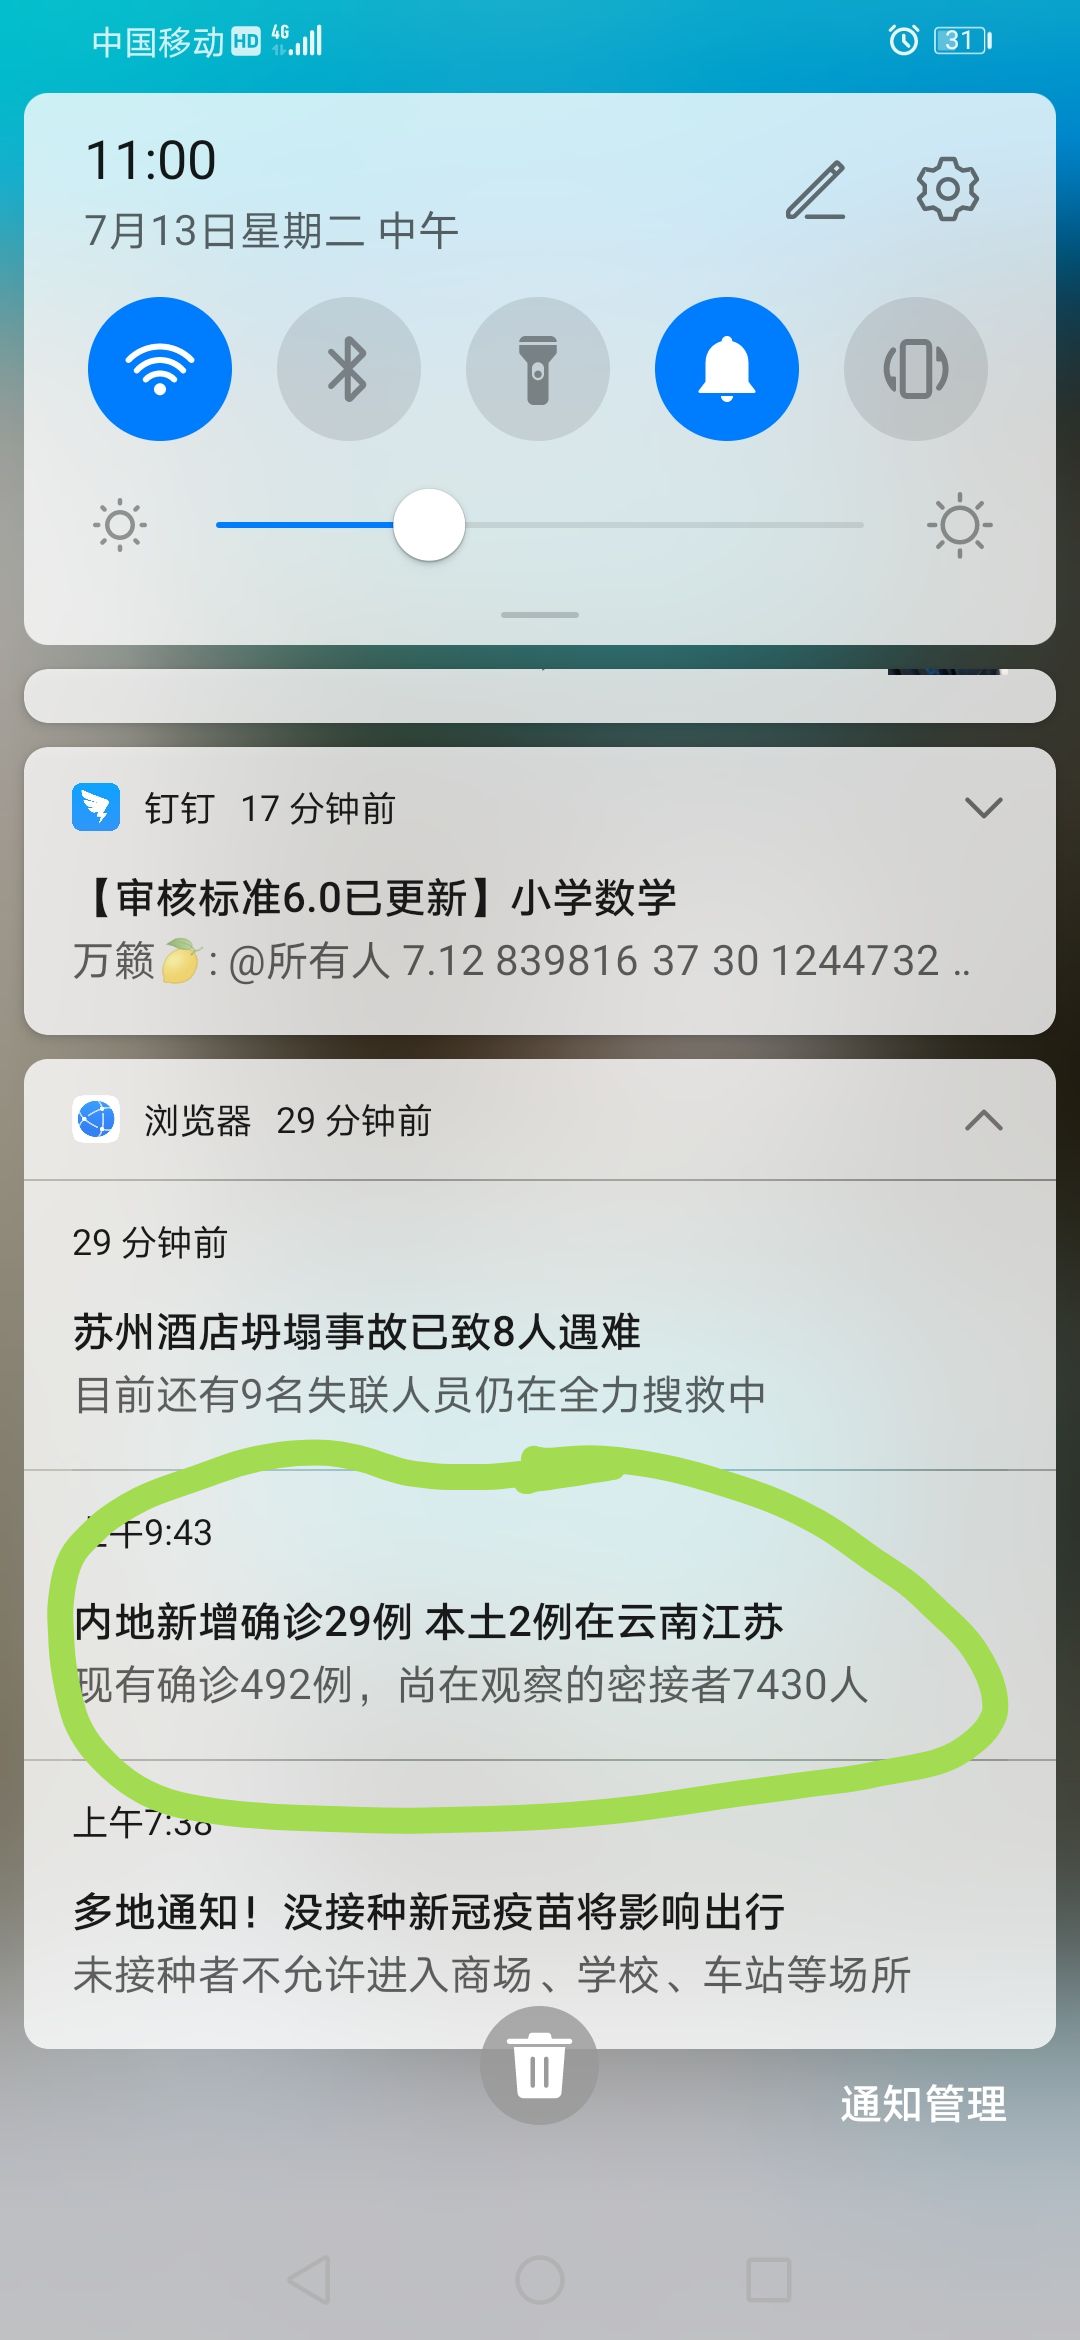 中国移动 HD 4G
31
11:00
7月13日星期二 中午
钉钉 17 分钟前
【审核标准6.0已更新】小学数学
万籁🍋: @所有人 7.12 839816 37 30 1244732 ..
浏览器 29 分钟前
29 分钟前
苏州酒店坍塌事故已致8人遇难
目前还有9名失联人员仍在全力搜救中
上午9:43
内地新增确诊29例 本土2例在云南江苏
现有确诊492例，尚在观察的密接者7430人
上午7:38
多地通知！没接种新冠疫苗将影响出行
未接种者不允许进入商场、学校、车站等场所
通知管理